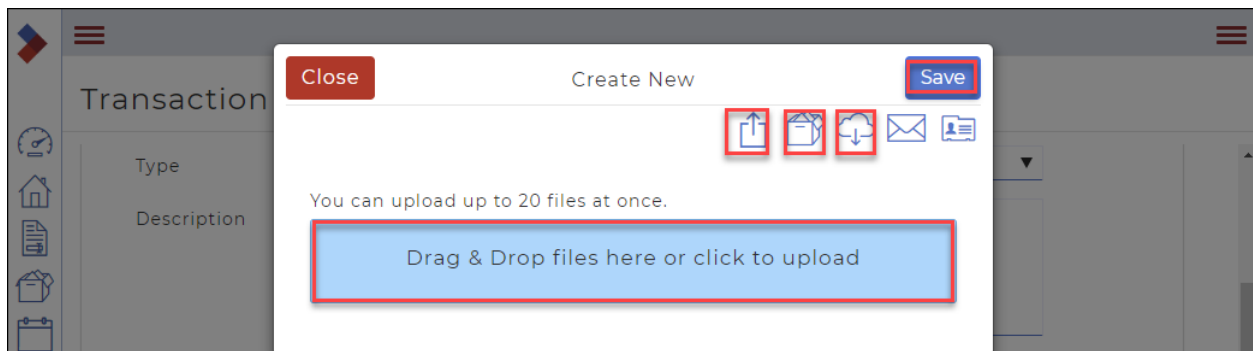 Close
Create New
Save
Transaction
Type
You can upload up to 20 files at once.
Description
Drag & Drop files here or click to upload